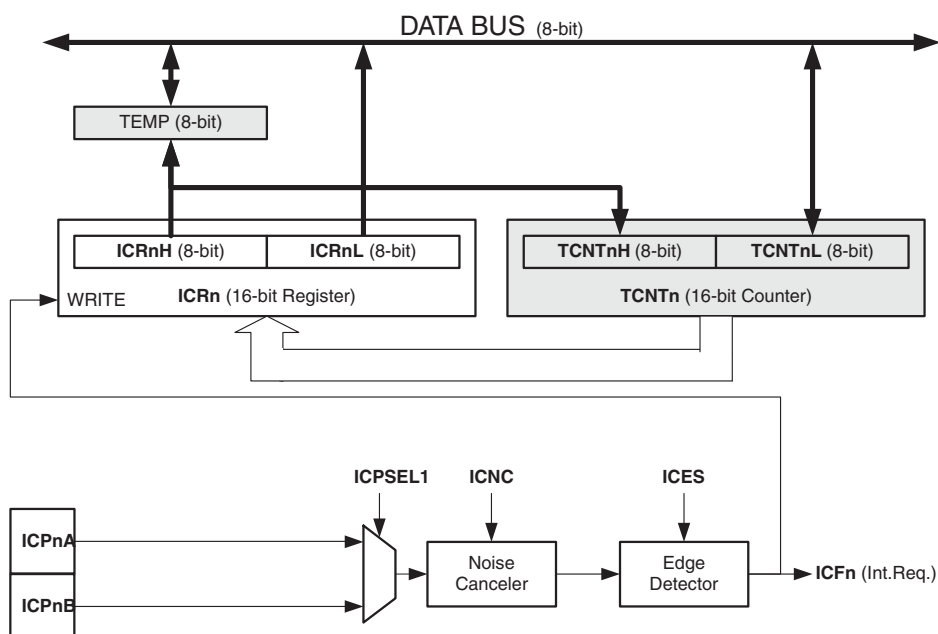 DATA BUS (8-bit)
TEMP (8-bit)
ICRnH (8-bit) ICRnL (8-bit) TCNTnH (8-bit) TCNTnL (8-bit)
WRITE ICRn (16-bit Register) TCNTn (16-bit Counter)
ICPSEL1 ICNC ICES
ICPnA
Noise Canceler
Edge Detector
ICFn (Int.Req.)
ICPnB